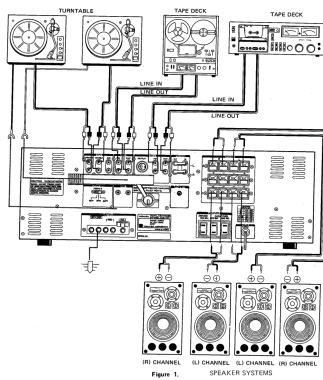 TURNTABLE
TAPE DECK
TAPE DECK
LINE IN
LINE OUT
LINE IN
LINE OUT
(R) CHANNEL
(L) CHANNEL
(L) CHANNEL
(R) CHANNEL
Figure 1.
SPEAKER SYSTEMS